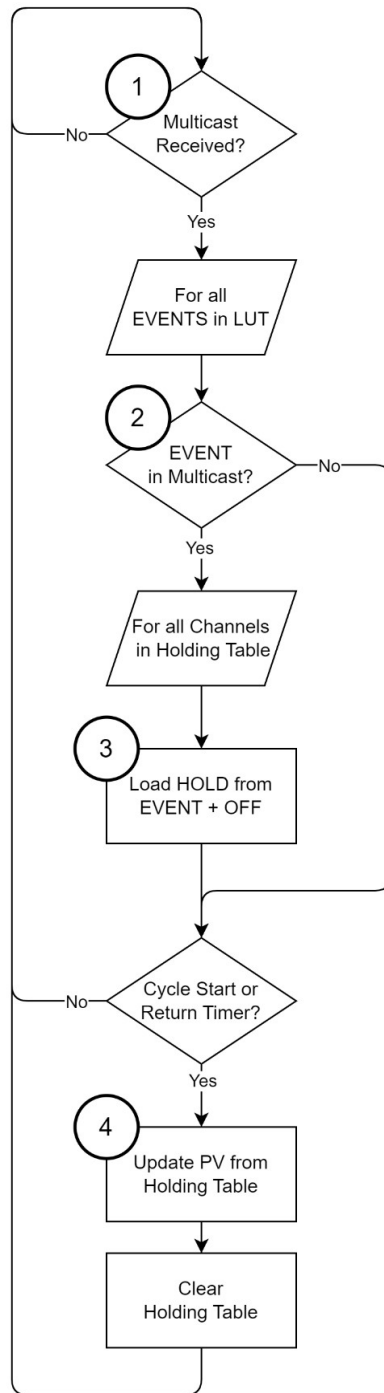 1
Multicast
Received?
No
Yes
For all
EVENTS in LUT
2
EVENT
in Multicast?
No
Yes
For all Channels
in Holding Table
3
Load HOLD from
EVENT + OFF
Cycle Start or
Return Timer?
No
Yes
4
Update PV from
Holding Table
Clear
Holding Table